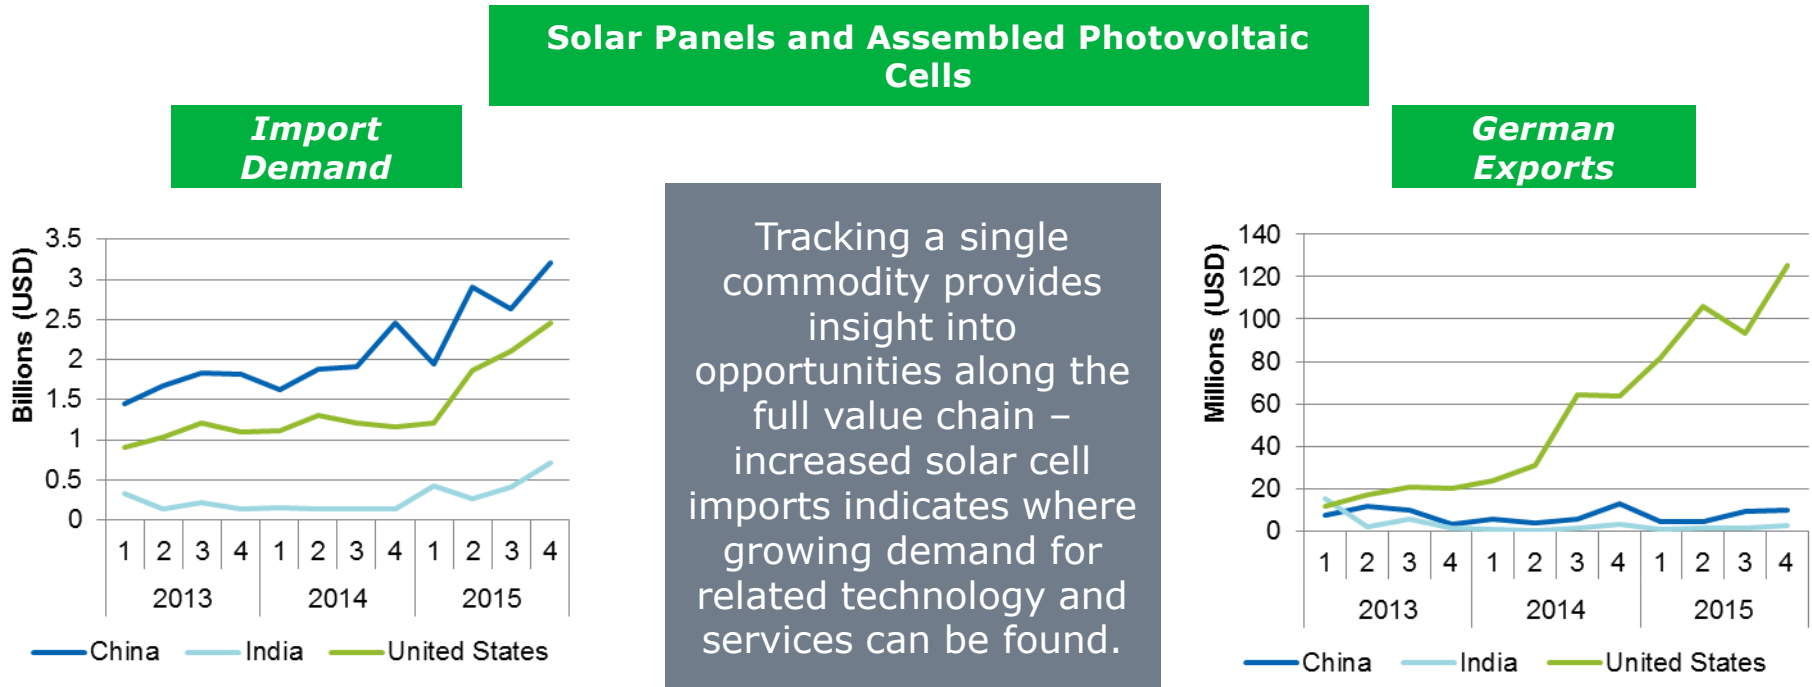 Solar Panels and Assembled Photovoltaic
Cells
Import
Demand
German
Exports
Billions (USD)
3.5
3
2.5
2
1.5
1
0.5
0
1 2 3 4 1 2 3 4 1 2 3 4
2013 2014 2015
China India United States
Tracking a single
commodity provides
insight into
opportunities along the
full value chain –
increased solar cell
imports indicates where
growing demand for
related technology and
services can be found.
Millions (USD)
140
120
100
80
60
40
20
0
1 2 3 4 1 2 3 4 1 2 3 4
2013 2014 2015
China India United States